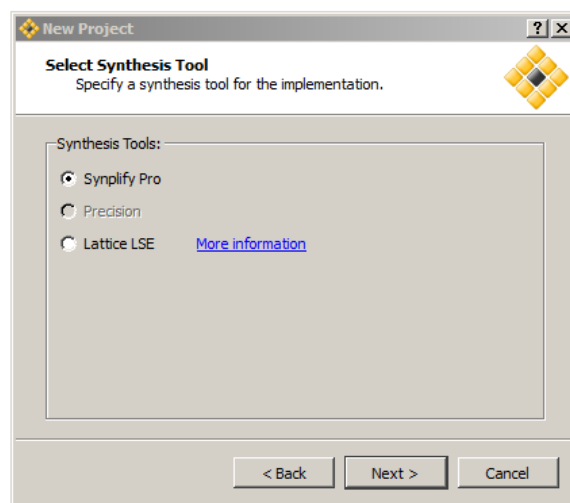 New Project
Select Synthesis Tool
Specify a synthesis tool for the implementation.
Synthesis Tools:
Synplify Pro
Precision
Lattice LSE More information
< Back Next > Cancel